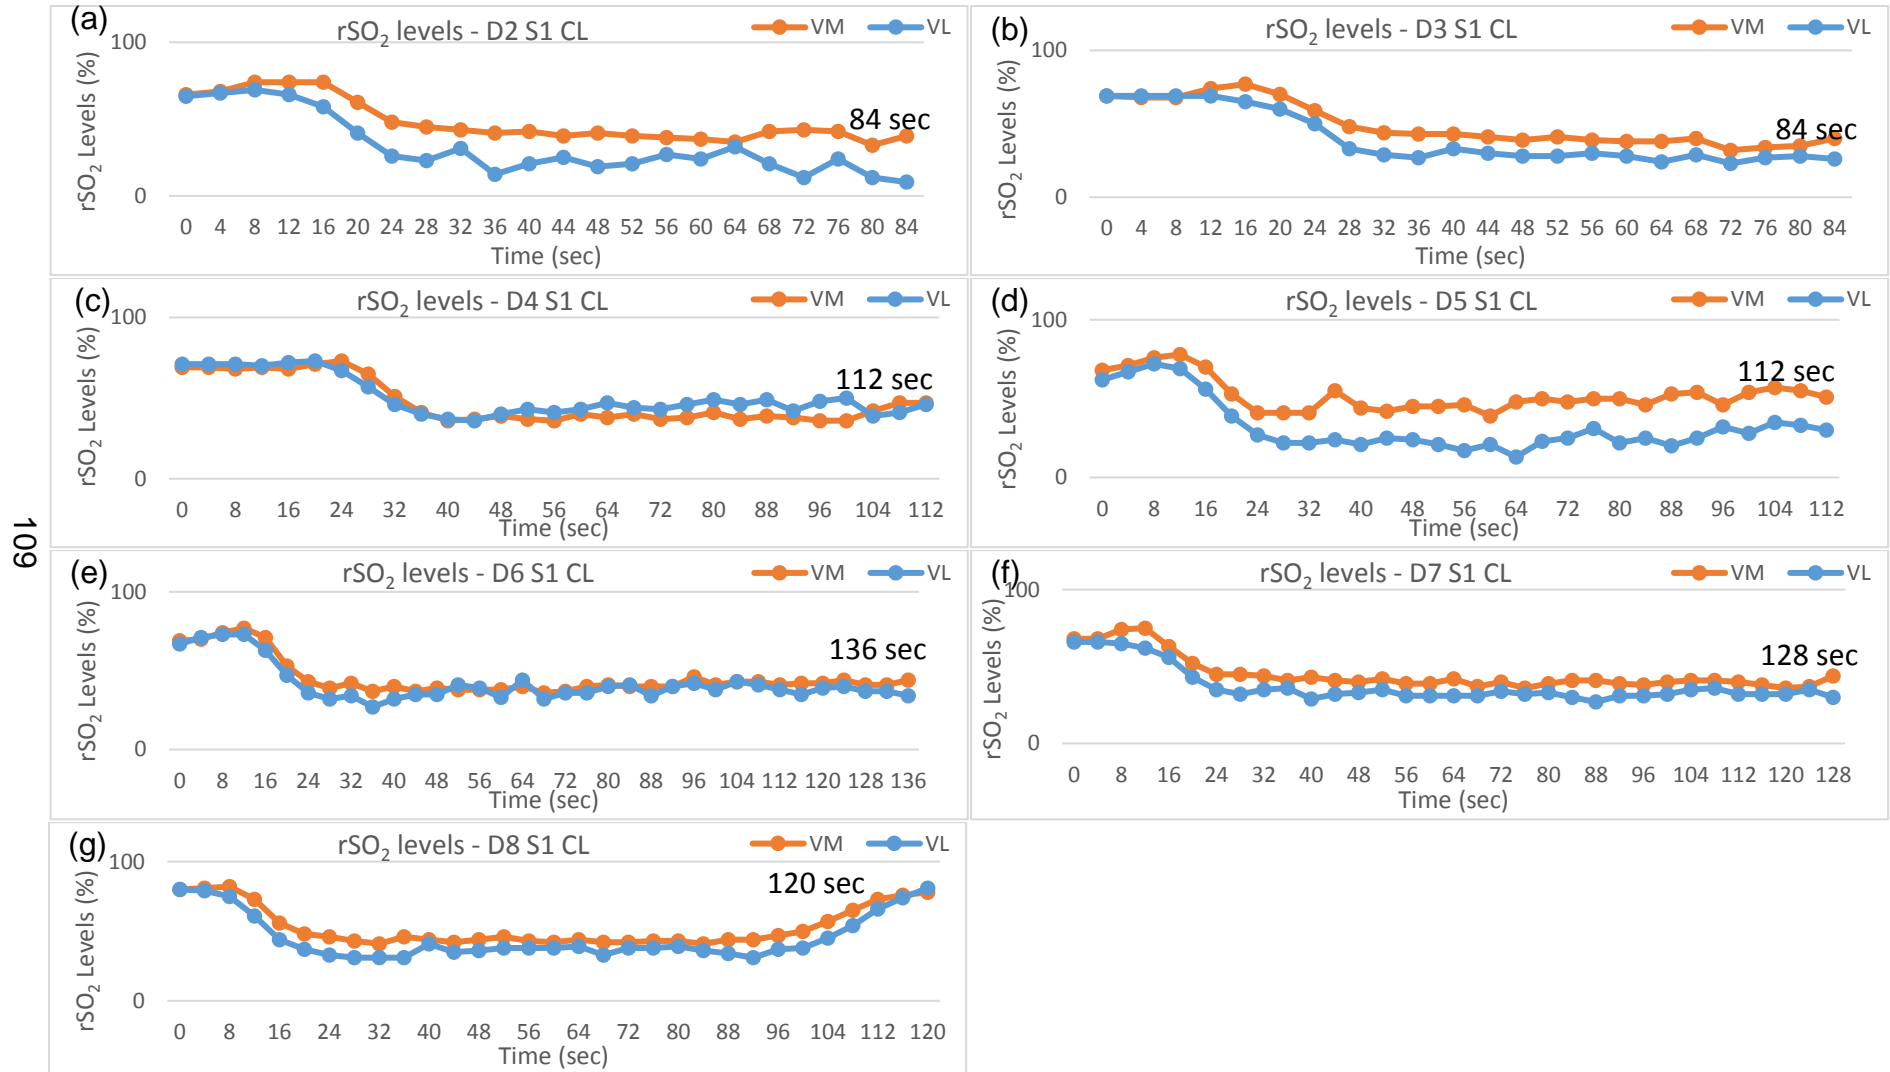 109
(a)
rSO2 levels - D2 S1 CL
VM VL
100
0
rSO2 Levels (%)
84 sec
0 4 8 12 16 20 24 28 32 36 40 44 48 52 56 60 64 68 72 76 80 84
Time (sec)
(b)
rSO2 levels - D3 S1 CL
VM VL
100
0
rSO2 Levels (%)
84 sec
0 4 8 12 16 20 24 28 32 36 40 44 48 52 56 60 64 68 72 76 80 84
Time (sec)
(c)
rSO2 levels - D4 S1 CL
VM VL
100
0
rSO2 Levels (%)
112 sec
0 8 16 24 32 40 48 56 64 72 80 88 96 104 112
Time (sec)
(d)
rSO2 levels - D5 S1 CL
VM VL
100
0
rSO2 Levels (%)
112 sec
0 8 16 24 32 40 48 56 64 72 80 88 96 104 112
Time (sec)
(e)
rSO2 levels - D6 S1 CL
VM VL
100
0
rSO2 Levels (%)
136 sec
0 8 16 24 32 40 48 56 64 72 80 88 96 104 112 120 128 136
Time (sec)
(f)
rSO2 levels - D7 S1 CL
VM VL
100
0
rSO2 Levels (%)
128 sec
0 8 16 24 32 40 48 56 64 72 80 88 96 104 112 120 128
Time (sec)
(g)
rSO2 levels - D8 S1 CL
VM VL
100
0
rSO2 Levels (%)
120 sec
0 8 16 24 32 40 48 56 64 72 80 88 96 104 112 120
Time (sec)